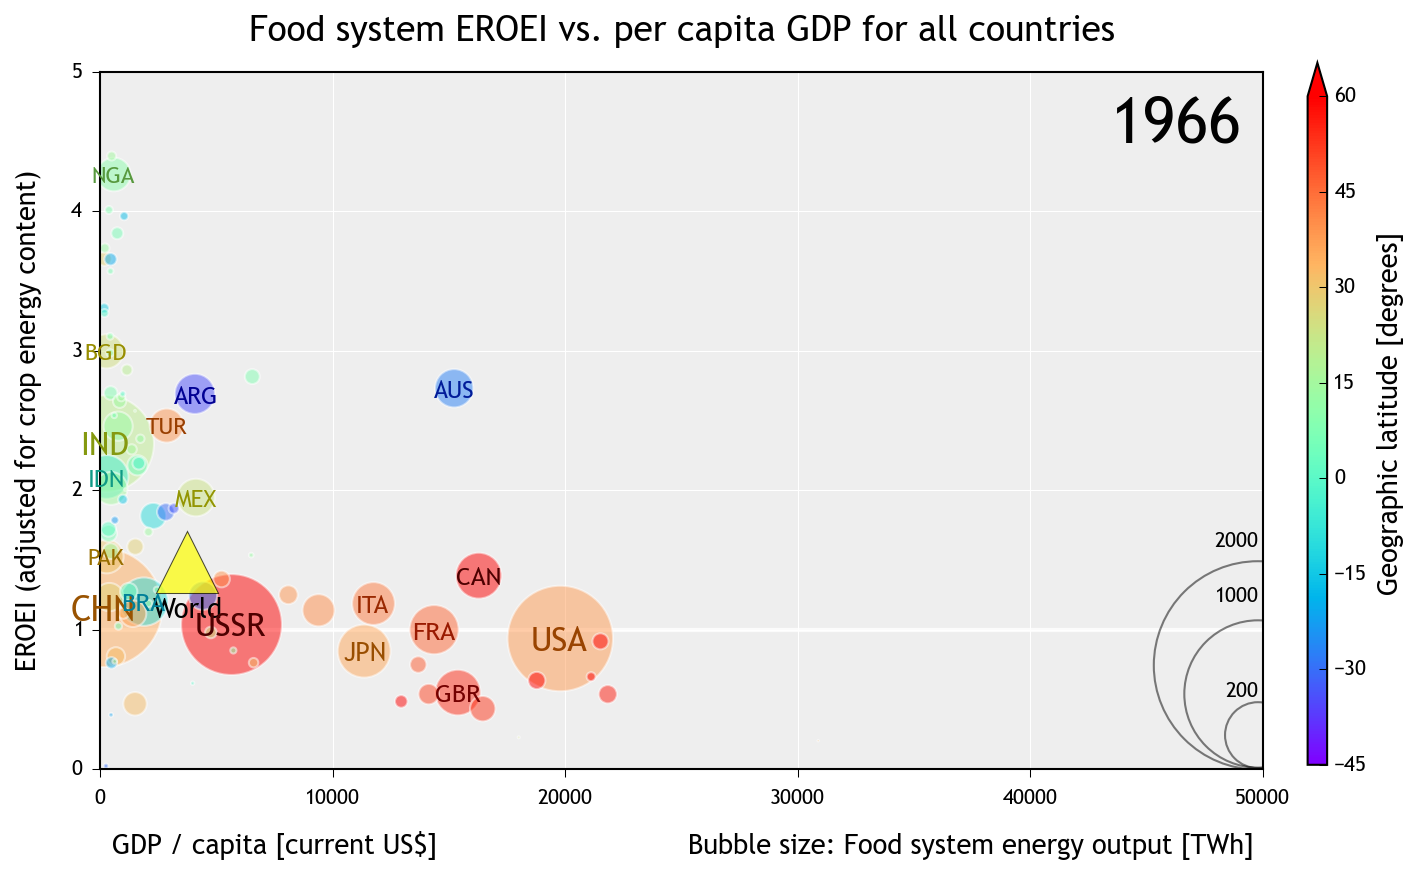 Food system EROEI vs. per capita GDP for all countries
1966
EROEI (adjusted for crop energy content)
5
4
3
2
1
0
NGA
BGD
ARG
AUS
TUR
IND
IDN
MEX
PAK
CAN
CHN
BRA
World
USSR
ITA
FRA
JPN
USA
GBR
2000
1000
200
0
10000
20000
30000
40000
50000
GDP / capita [current US$]
Bubble size: Food system energy output [TWh]
60
45
30
15
0
−15
−30
−45
Geographic latitude [degrees]